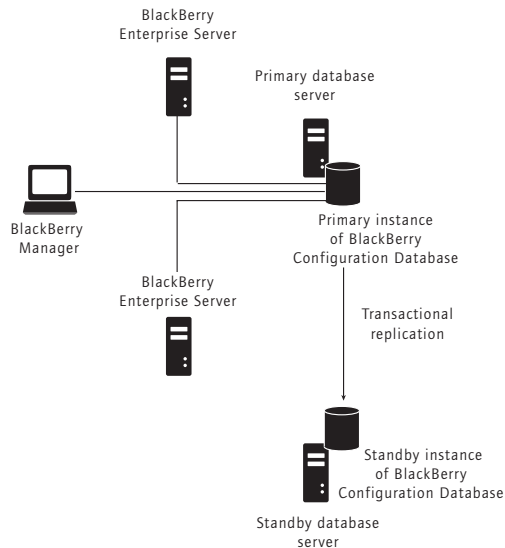 BlackBerry
Enterprise Server
Primary database
server
BlackBerry
Manager
Primary instance
of BlackBerry
Configuration Database
BlackBerry
Enterprise Server
Transactional
replication
Standby instance
of BlackBerry
Configuration Database
Standby database
server